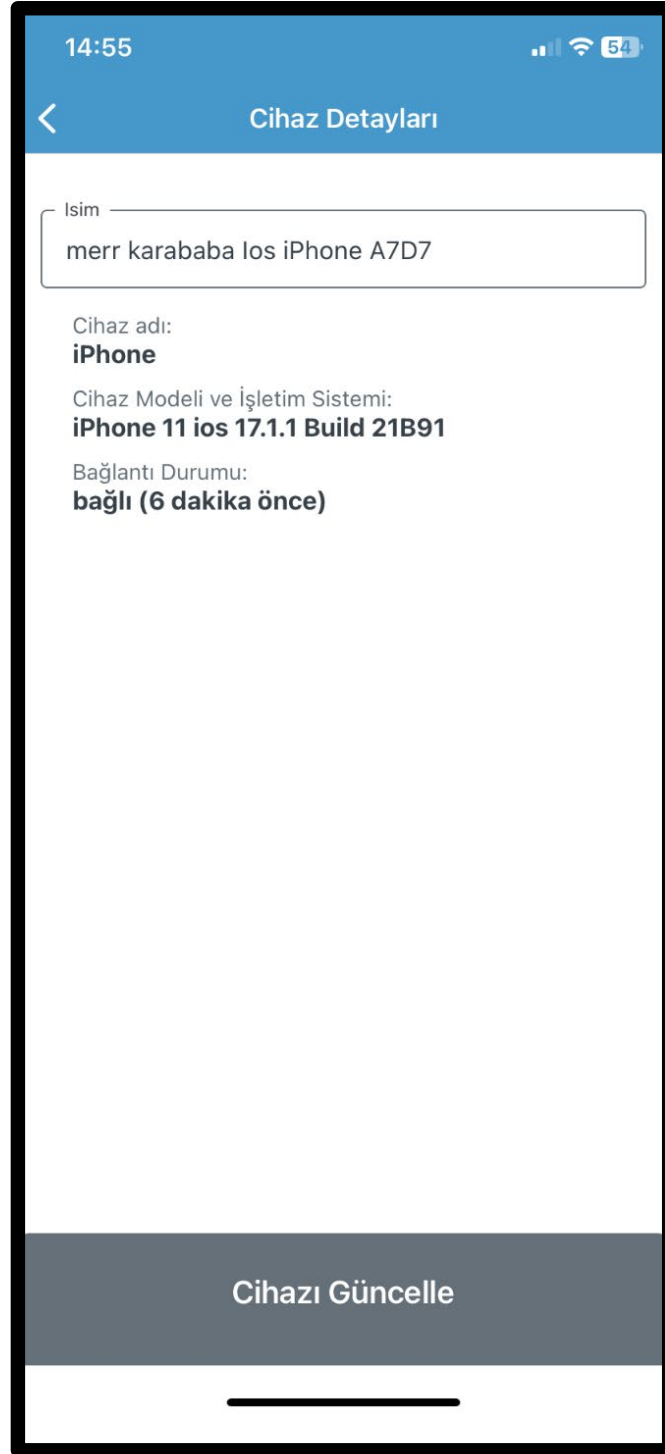 14:55
54
Cihaz Detayları
Isim
merr karababa Ios iPhone A7D7
Cihaz adı:
iPhone
Cihaz Modeli ve İşletim Sistemi:
iPhone 11 ios 17.1.1 Build 21B91
Bağlantı Durumu:
bağlı (6 dakika önce)
Cihazı Güncelle